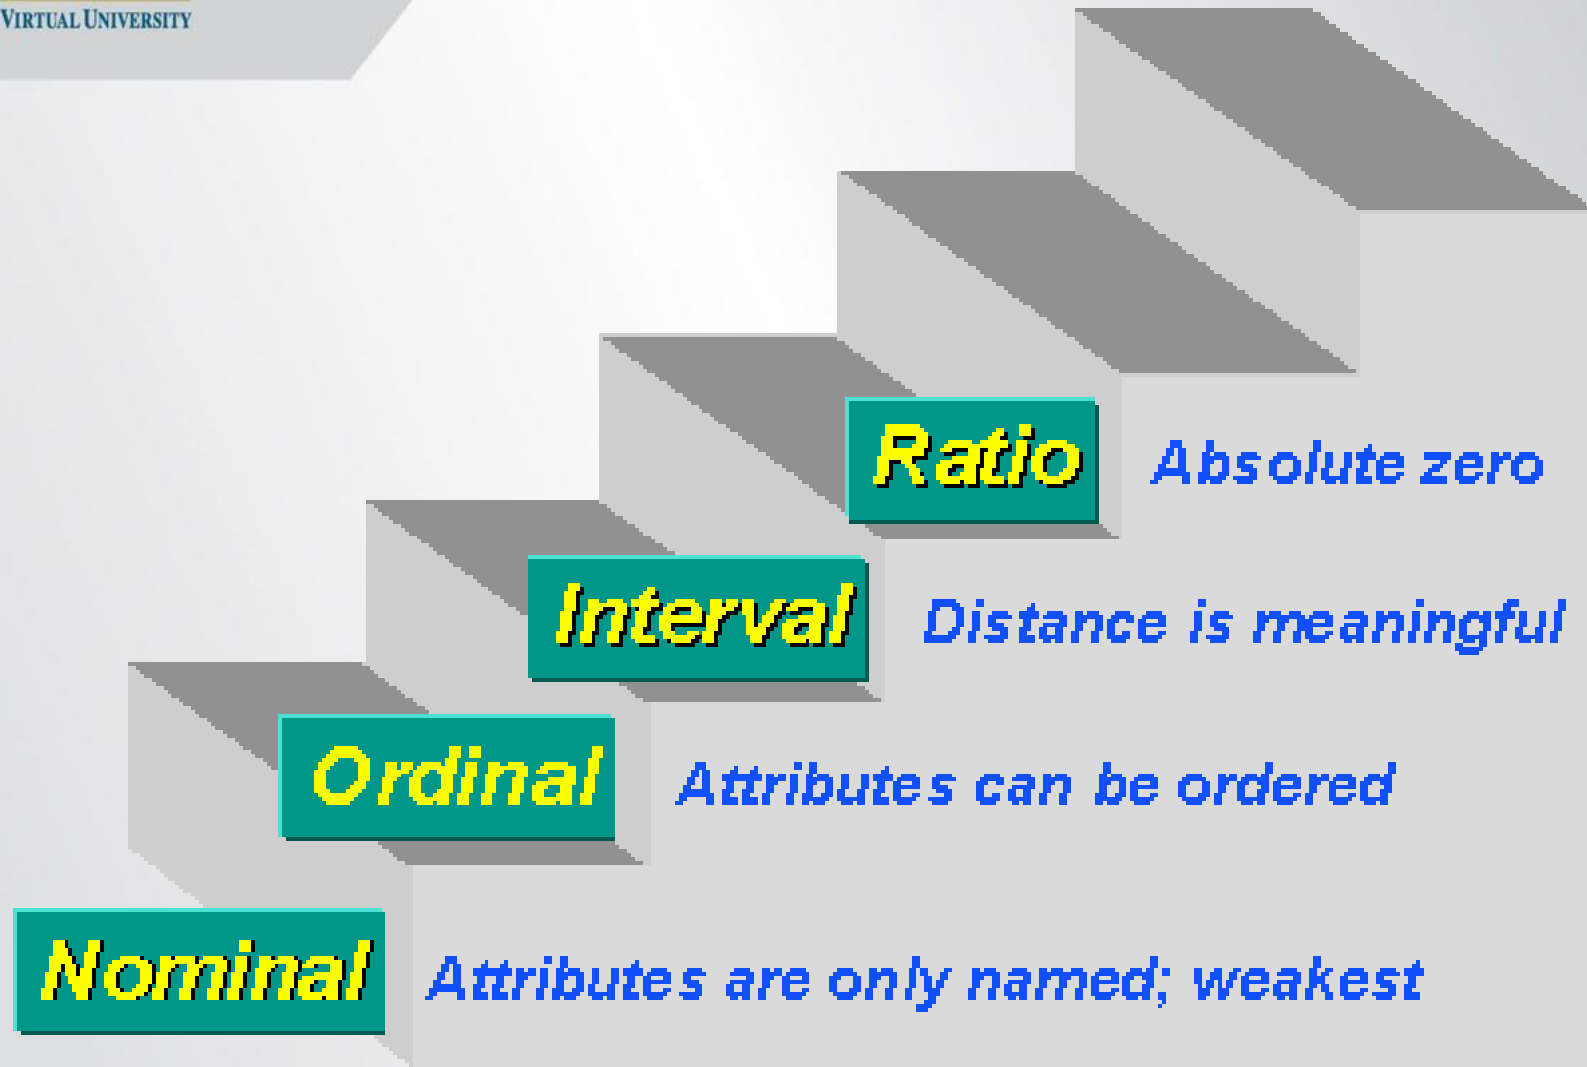 VIRTUAL UNIVERSITY
Ratio Absolute zero
Interval Distance is meaningful
Ordinal Attributes can be ordered
Nominal Attributes are only named; weakest